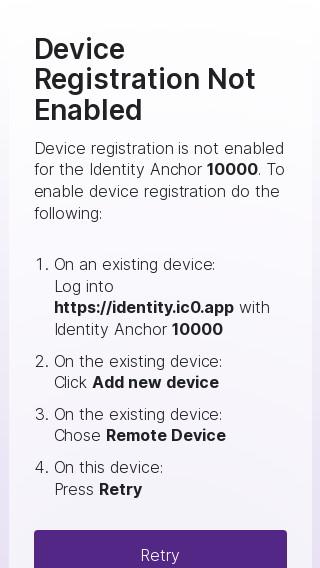 Device
Registration Not
Enabled
Device registration is not enabled
for the Identity Anchor 10000. To
enable device registration do the
following:
1. On an existing device:
Log into
https://identity.ic0.app with
Identity Anchor 10000
2. On the existing device:
Click Add new device
3. On the existing device:
Chose Remote Device
4. On this device:
Press Retry
Retry